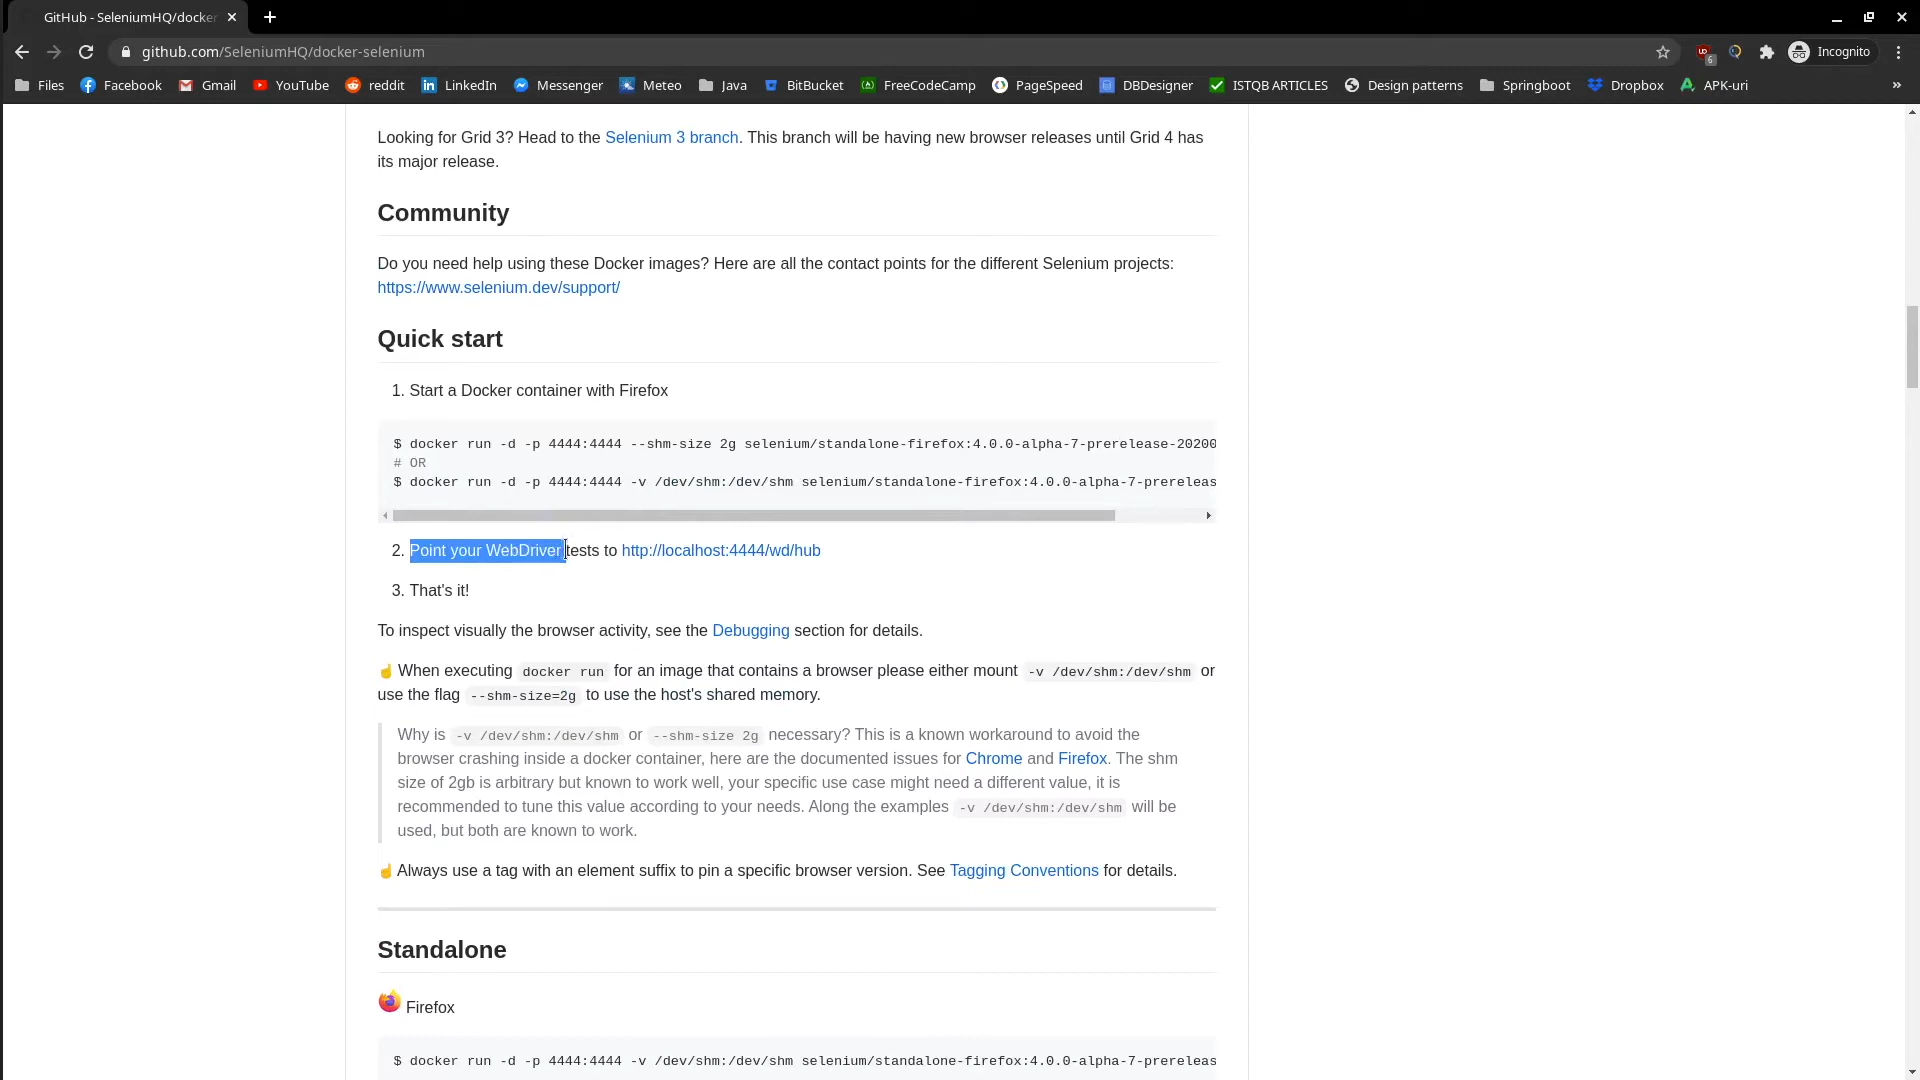 GitHub - SeleniumHQ/docker
github.com/SeleniumHQ/docker-selenium
6
Incognito
Files Facebook Gmail YouTube reddit LinkedIn Messenger Meteo Java BitBucket FreeCodeCamp PageSpeed DBDesigner ISTQB ARTICLES Design patterns Springboot Dropbox APK-uri »
Looking for Grid 3? Head to the Selenium 3 branch. This branch will be having new browser releases until Grid 4 has
its major release.
Community
Do you need help using these Docker images? Here are all the contact points for the different Selenium projects:
https://www.selenium.dev/support/
Quick start
1. Start a Docker container with Firefox
$ docker run -d -p 4444:4444 --shm-size 2g selenium/standalone-firefox:4.0.0-alpha-7-prerelease-20200
# OR
$ docker run -d -p 4444:4444 -v /dev/shm:/dev/shm selenium/standalone-firefox:4.0.0-alpha-7-prereleas
2. Point your WebDriver tests to http://localhost:4444/wd/hub
3. That's it!
To inspect visually the browser activity, see the Debugging section for details.
☝ When executing docker run for an image that contains a browser please either mount -v /dev/shm:/dev/shm or
use the flag --shm-size=2g to use the host's shared memory.
Why is -v /dev/shm:/dev/shm or --shm-size 2g necessary? This is a known workaround to avoid the
browser crashing inside a docker container, here are the documented issues for Chrome and Firefox. The shm
size of 2gb is arbitrary but known to work well, your specific use case might need a different value, it is
recommended to tune this value according to your needs. Along the examples -v /dev/shm:/dev/shm will be
used, but both are known to work.
☝ Always use a tag with an element suffix to pin a specific browser version. See Tagging Conventions for details.
Standalone
Firefox
$ docker run -d -p 4444:4444 -v /dev/shm:/dev/shm selenium/standalone-firefox:4.0.0-alpha-7-prereleas